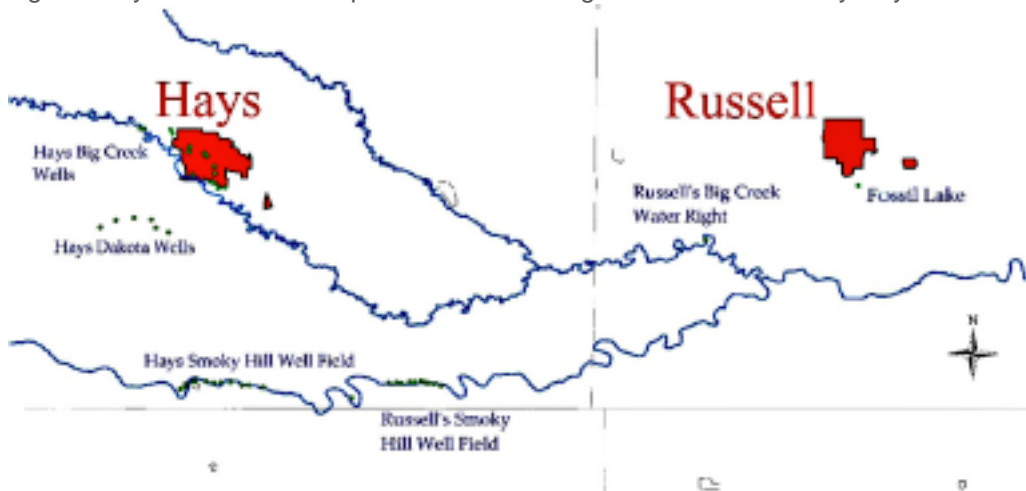 Hays
Russell
Hays Big Creek
Wells
Russell's Big Creek
Water Right
Fossil Lake
Hays Dakota Wells
N
Hays Smoky Hill Well Field
Russell's Smoky
Hill Well Field